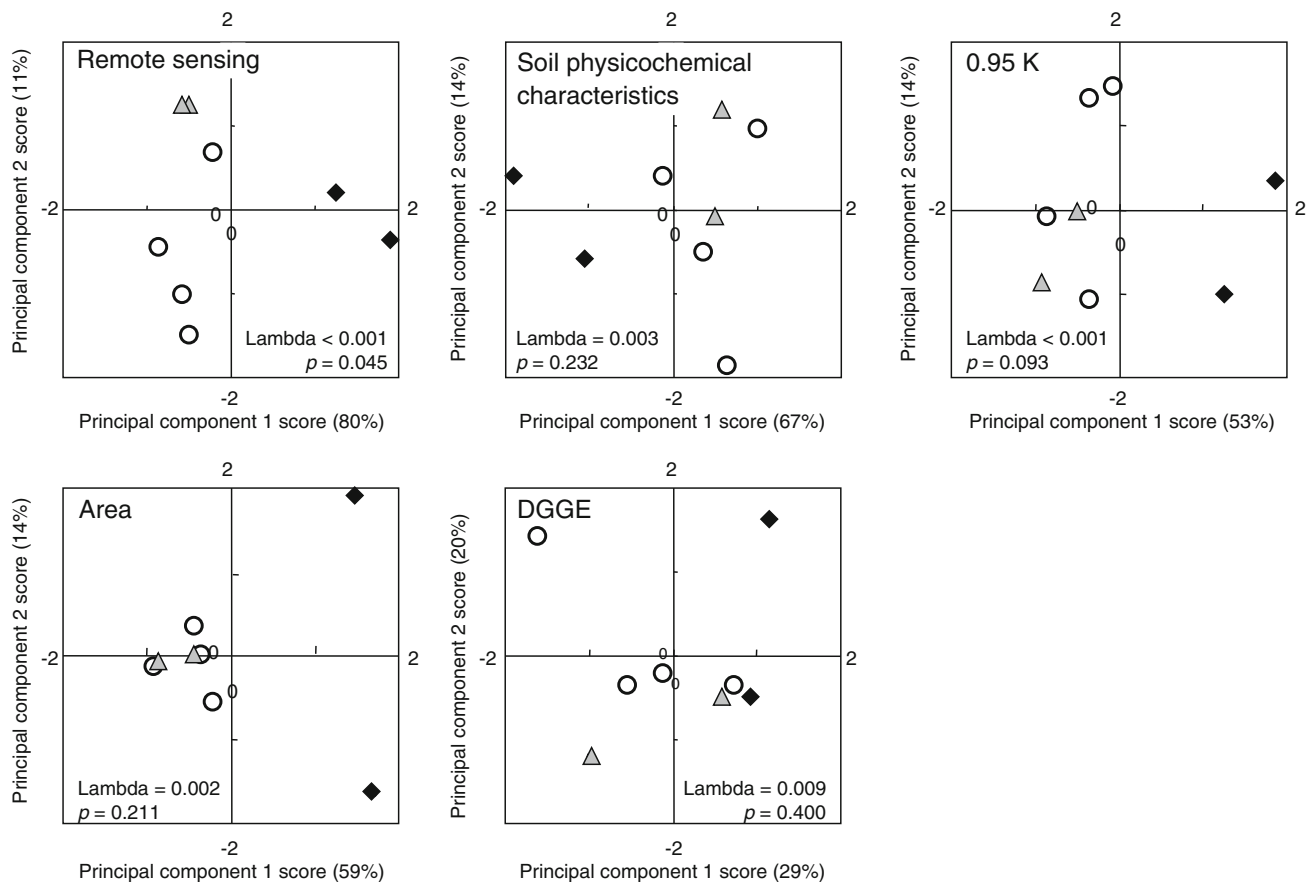 2
Remote sensing
Principal component 2 score (11%)
-2
2
0
0
Lambda < 0.001
p = 0.045
-2
Principal component 1 score (80%)
2
Soil physicochemical
characteristics
Principal component 2 score (14%)
-2
2
0
0
Lambda = 0.003
p = 0.232
-2
Principal component 1 score (67%)
2
0.95 K
Principal component 2 score (14%)
-2
2
0
0
Lambda < 0.001
p = 0.093
-2
Principal component 1 score (53%)
2
Area
Principal component 2 score (14%)
-2
2
0
0
Lambda = 0.002
p = 0.211
-2
Principal component 1 score (59%)
2
DGGE
Principal component 2 score (20%)
-2
2
0
0
Lambda = 0.009
p = 0.400
-2
Principal component 1 score (29%)